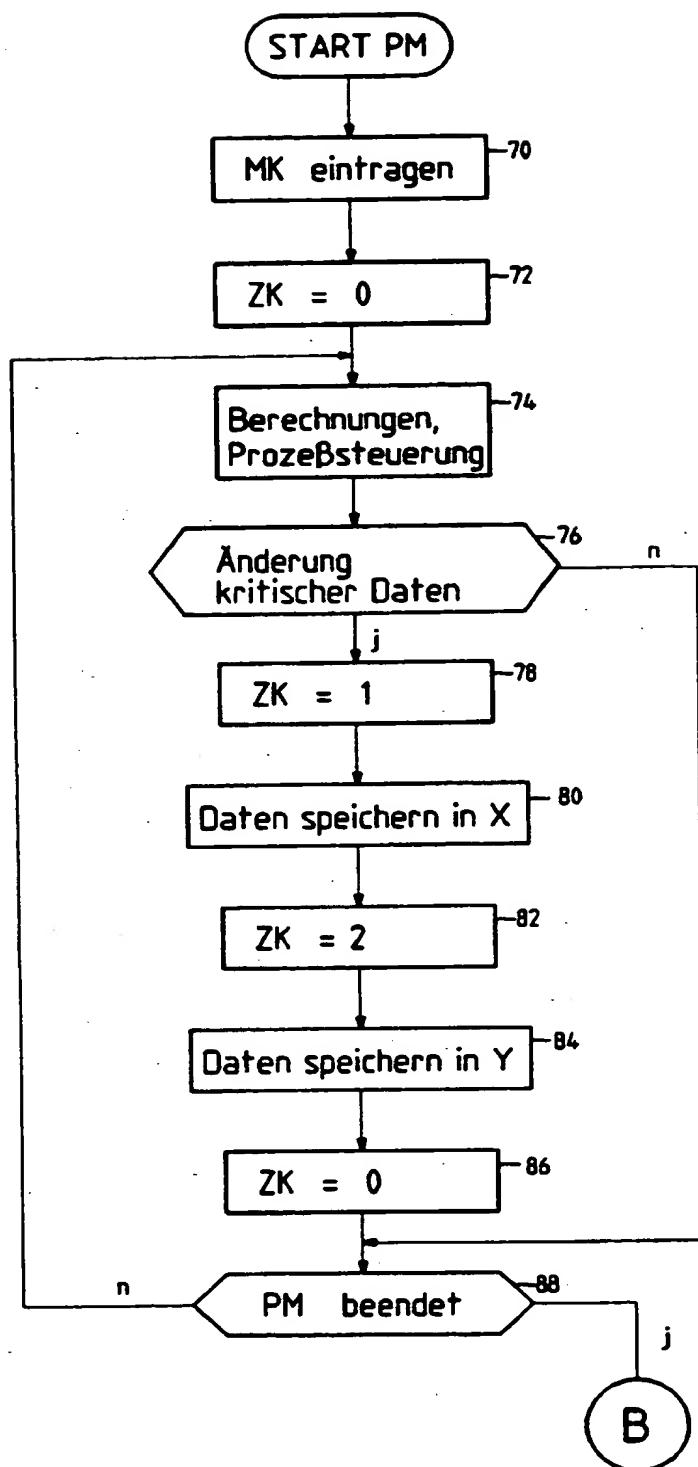 START PM
MK eintragen
70
ZK = 0
72
Berechnungen,
Prozeßsteuerung
74
Änderung
kritischer Daten
76
n
j
ZK = 1
78
Daten speichern in X
80
ZK = 2
82
Daten speichern in Y
84
ZK = 0
86
n
PM beendet
88
j
B